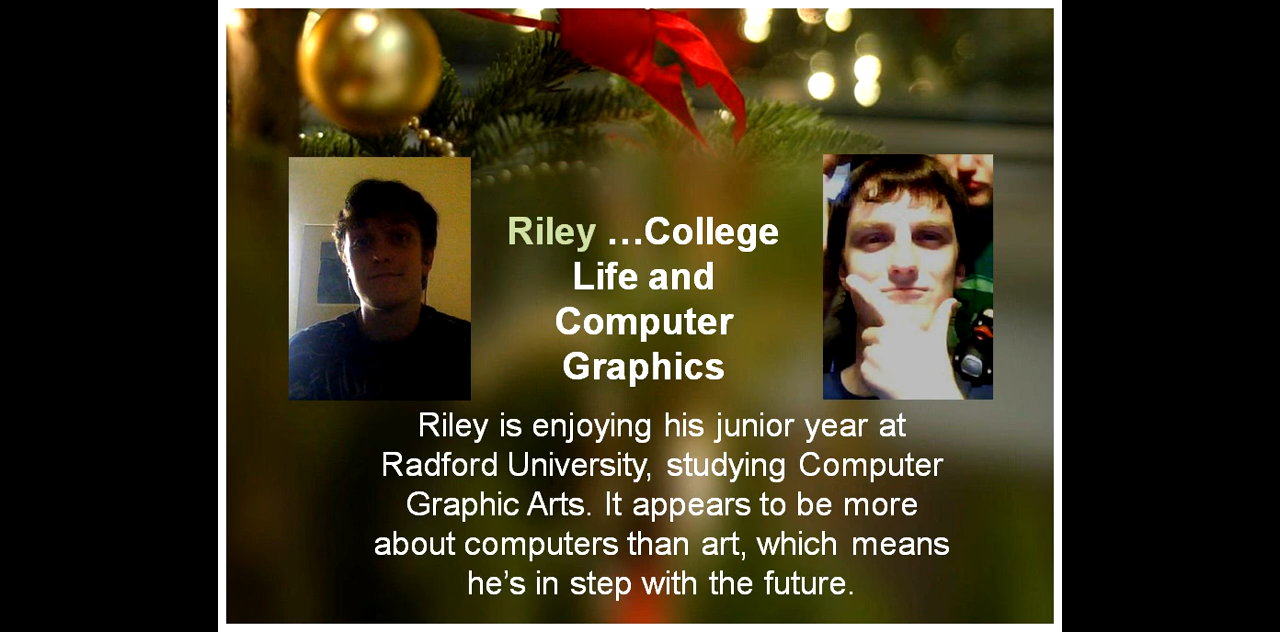 Riley ...College
Life and
Computer
Graphics
Riley is enjoying his junior year at
Radford University, studying Computer
Graphic Arts. It appears to be more
about computers than art, which means
he’s in step with the future.